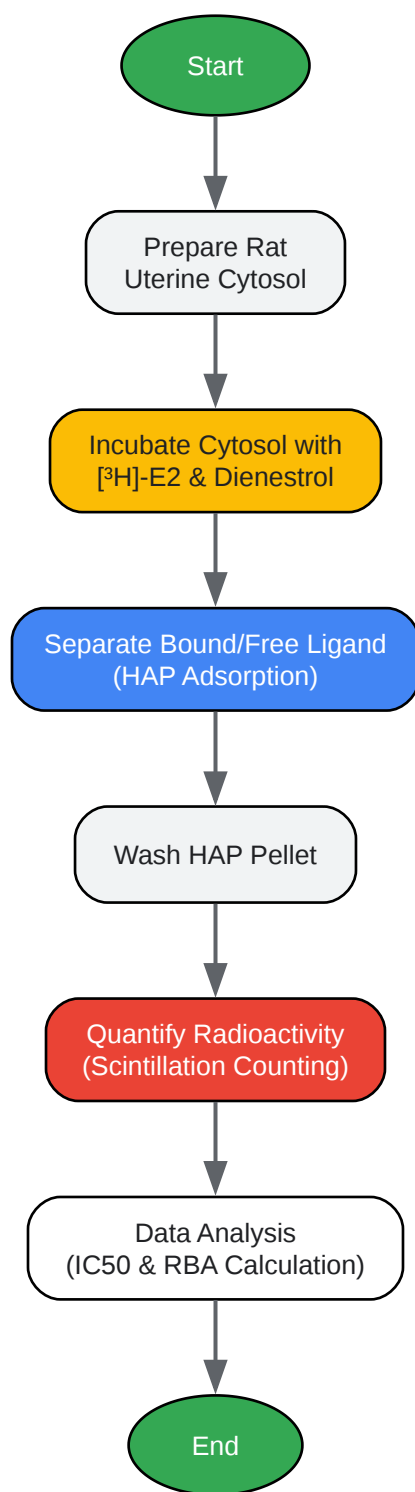 Start
Prepare Rat
Uterine Cytosol
Incubate Cytosol with
[³H]-E2 & Dienestrol
Separate Bound/Free Ligand
(HAP Adsorption)
Wash HAP Pellet
Quantify Radioactivity
(Scintillation Counting)
Data Analysis
(IC50 & RBA Calculation)
End